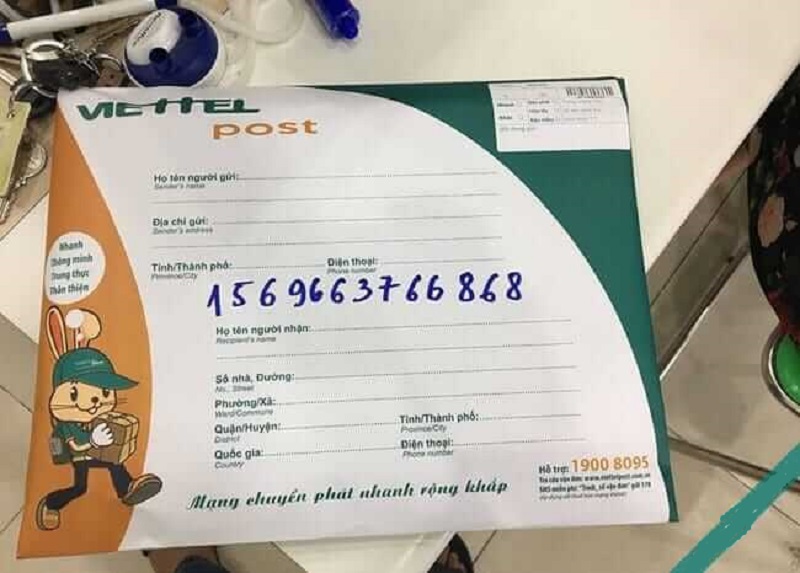 VIETTEL
post
Họ tên người gửi:
Sender's name
Địa chỉ gửi:
Sender's address
Tỉnh/Thành phố: Điện thoại:
Province/City Phone number
1569663766868
Nhanh
Thông minh
Trung thực
Thân thiện
Họ tên người nhận:
Recipient's name
Số nhà, Đường:
No., Street
Phường/Xã:
Ward/Commune
Quận/Huyện: Tỉnh/Thành phố:
District Province/City
Quốc gia: Điện thoại:
Country Phone number
Mạng chuyển phát nhanh rộng khắp
Hỗ trợ: 1900 8095